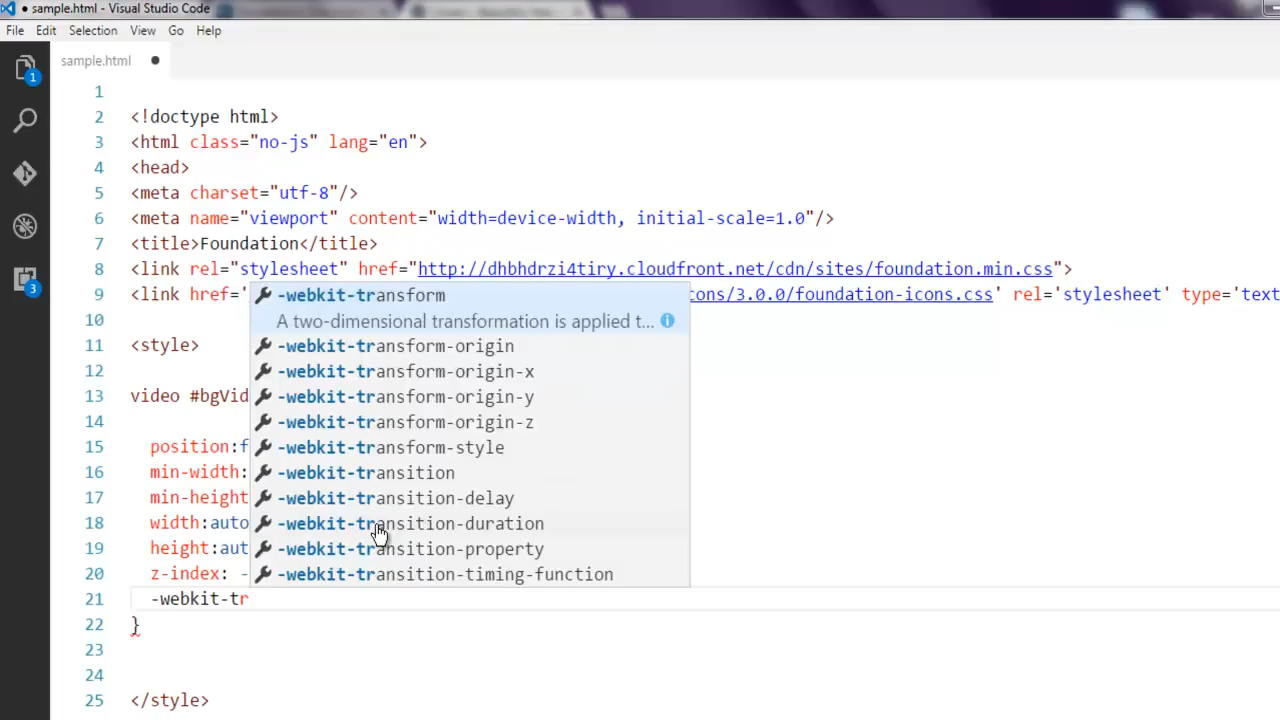 sample.html - Visual Studio Code
File Edit Selection View Go Help
sample.html
1
1
2 <!doctype html>
3 <html class="no-js" lang="en">
4 <head>
5 <meta charset="utf-8"/>
6 <meta name="viewport" content="width=device-width, initial-scale=1.0"/>
7 <title>Foundation</title>
8 <link rel="stylesheet" href="http://dhbhdrzi4tiry.cloudfront.net/cdn/sites/foundation.min.css">
9 <link href=' cons/3.0.0/foundation-icons.css' rel='stylesheet' type='text
3
10
-webkit-transform
A two-dimensional transformation is applied t...
11 <style>
-webkit-transform-origin
12
-webkit-transform-origin-x
13 video #bgVid
-webkit-transform-origin-y
14
-webkit-transform-origin-z
15 position:f
-webkit-transform-style
16 min-width:
-webkit-transition
17 min-height
-webkit-transition-delay
18 width:auto
-webkit-transition-duration
19 height:aut
-webkit-transition-property
20 z-index: -
-webkit-transition-timing-function
21 -webkit-tr
22 }
23
24
25 </style>